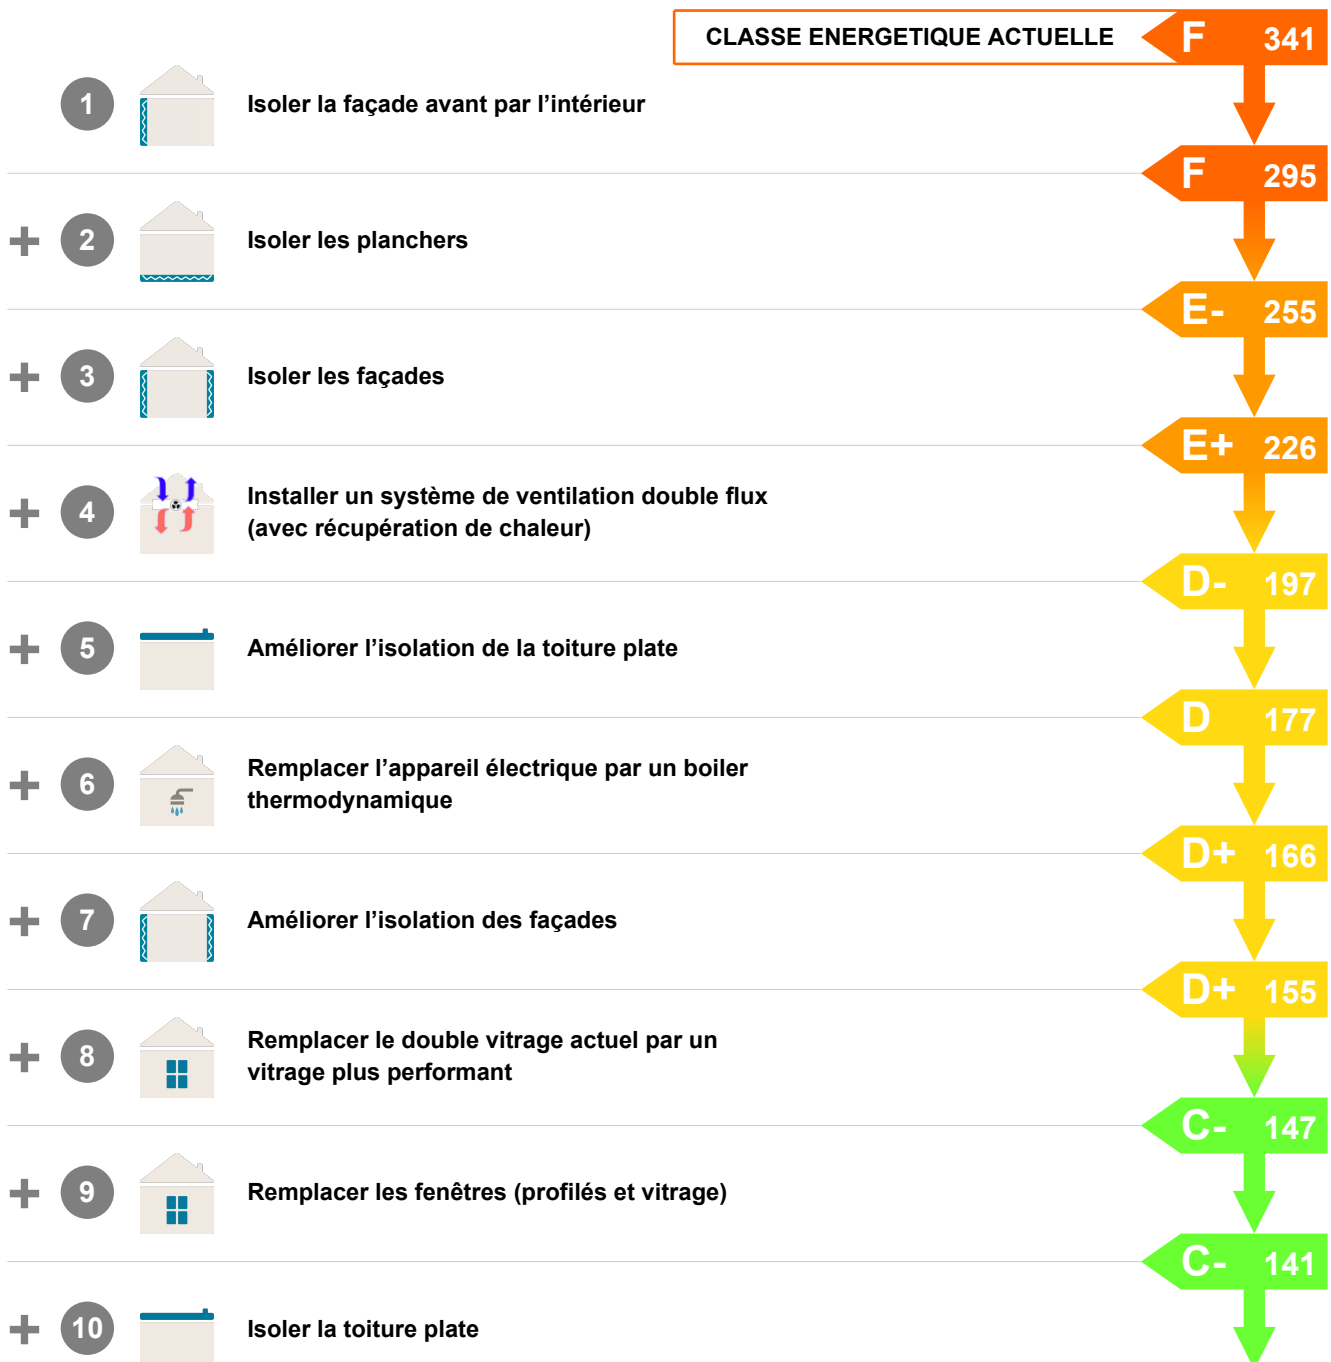 CLASSE ENERGETIQUE ACTUELLE F 341
1 Isoler la façade avant par l'intérieur
F 295
+ 2 Isoler les planchers
E- 255
+ 3 Isoler les façades
E+ 226
+ 4 Installer un système de ventilation double flux
(avec récupération de chaleur)
D- 197
+ 5 Améliorer l'isolation de la toiture plate
D 177
+ 6 Remplacer l'appareil électrique par un boiler
thermodynamique
D+ 166
+ 7 Améliorer l'isolation des façades
D+ 155
+ 8 Remplacer le double vitrage actuel par un
vitrage plus performant
C- 147
+ 9 Remplacer les fenêtres (profilés et vitrage)
C- 141
+ 10 Isoler la toiture plate